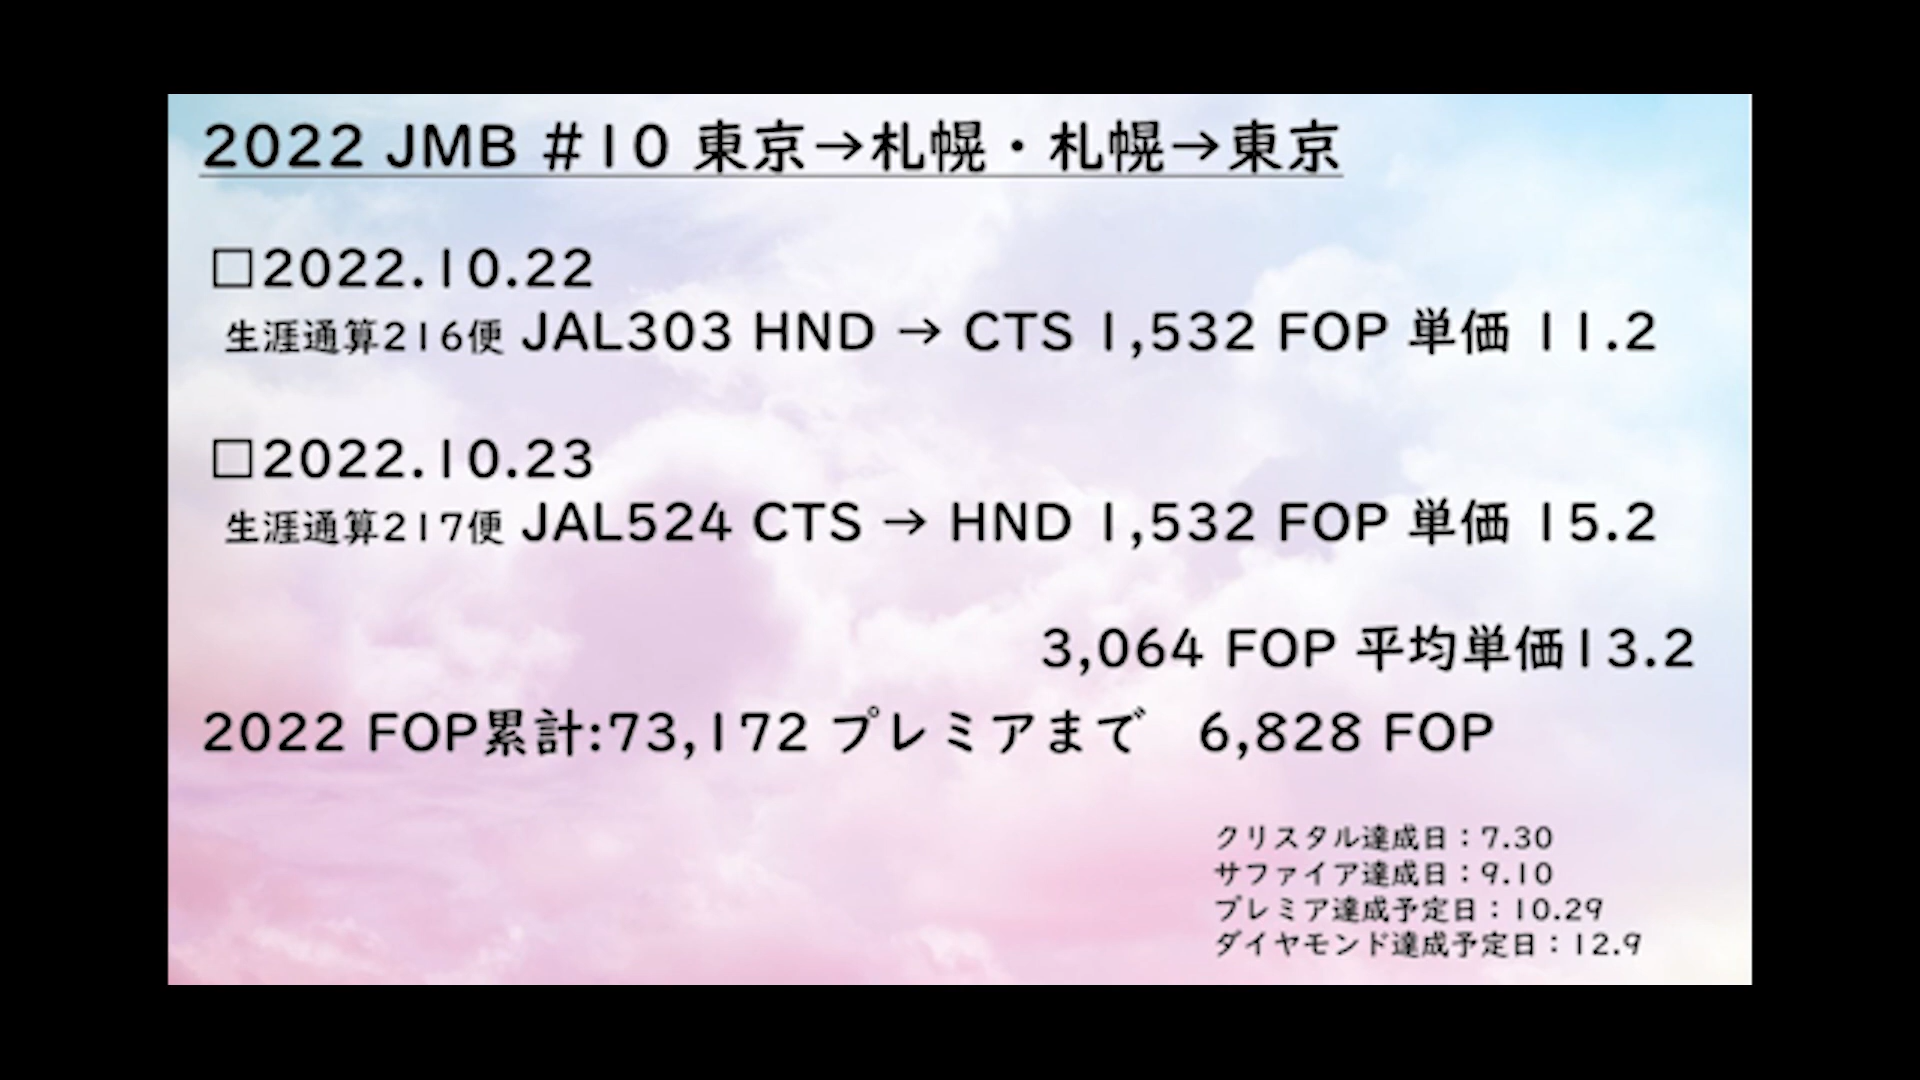 2022 JMB #10 東京→札幌・札幌→東京
□2022.10.22
生涯通算216便 JAL303 HND → CTS 1,532 FOP 単価 11.2
□2022.10.23
生涯通算217便 JAL524 CTS → HND 1,532 FOP 単価 15.2
3,064 FOP 平均単価13.2
2022 FOP累計:73,172 プレミアまで 6,828 FOP
クリスタル達成日：7.30
サファイア達成日：9.10
プレミア達成予定日：10.29
ダイヤモンド達成予定日：12.9